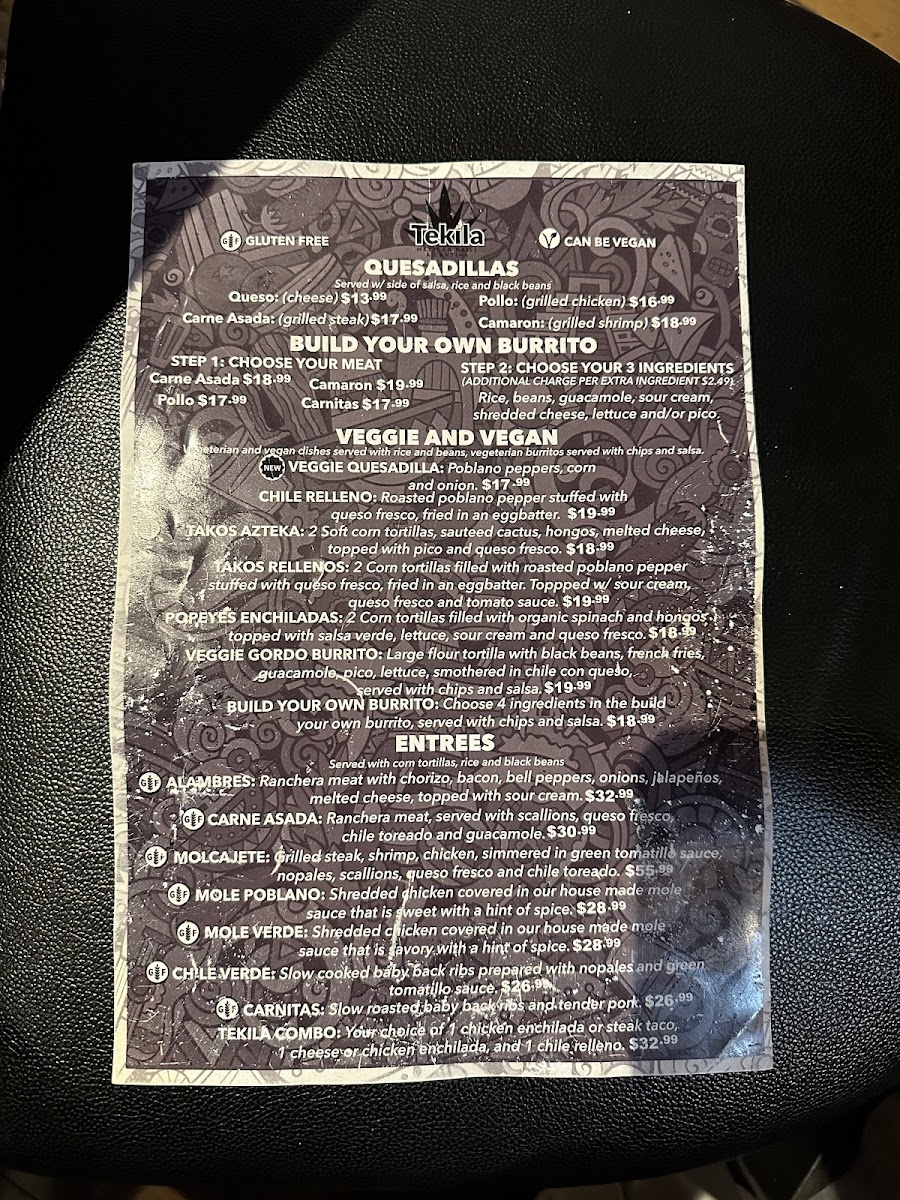 GF GLUTEN FREE
Tekila
V CAN BE VEGAN
QUESADILLAS
Served w/ side of salsa, rice and black beans
Queso: (cheese) $13.99
Pollo: (grilled chicken) $16.99
Carne Asada: (grilled steak) $17.99
Camaron: (grilled shrimp) $18.99
BUILD YOUR OWN BURRITO
STEP 1: CHOOSE YOUR MEAT
Carne Asada $18.99
Camaron $19.99
Pollo $17.99
Carnitas $17.99
STEP 2: CHOOSE YOUR 3 INGREDIENTS
(ADDITIONAL CHARGE PER EXTRA INGREDIENT $2.49)
Rice, beans, guacamole, sour cream,
shredded cheese, lettuce and/or pico.
VEGGIE AND VEGAN
Vegeterian and vegan dishes served with rice and beans, vegeterian burritos served with chips and salsa.
NEW VEGGIE QUESADILLA: Poblano peppers, corn
and onion. $17.99
CHILE RELLENO: Roasted poblano pepper stuffed with
queso fresco, fried in an eggbatter. $19.99
TAKOS AZTEKA: 2 Soft corn tortillas, sauteed cactus, hongos, melted cheese,
topped with pico and queso fresco. $18.99
TAKOS RELLENOS: 2 Corn tortillas filled with roasted poblano pepper
stuffed with queso fresco, fried in an eggbatter. Toppped w/ sour cream,
queso fresco and tomato sauce. $19.99
POPEYES ENCHILADAS: 2 Corn tortillas filled with organic spinach and hongos
topped with salsa verde, lettuce, sour cream and queso fresco. $18.99
VEGGIE GORDO BURRITO: Large flour tortilla with black beans, french fries,
guacamole, pico, lettuce, smothered in chile con queso,
served with chips and salsa. $19.99
BUILD YOUR OWN BURRITO: Choose 4 ingredients in the build
your own burrito, served with chips and salsa. $18.99
ENTREES
Served with corn tortillas, rice and black beans
GF ALAMBRES: Ranchera meat with chorizo, bacon, bell peppers, onions, jalapeños,
melted cheese, topped with sour cream. $32.99
GF CARNE ASADA: Ranchera meat, served with scallions, queso fresco,
chile toreado and guacamole. $30.99
GF MOLCAJETE: Grilled steak, shrimp, chicken, simmered in green tomatillo sauce,
nopales, scallions, queso fresco and chile toreado. $55.99
GF MOLE POBLANO: Shredded chicken covered in our house made mole
sauce that is sweet with a hint of spice. $28.99
GF MOLE VERDE: Shredded chicken covered in our house made mole
sauce that is savory with a hint of spice. $28.99
GF CHILE VERDE: Slow cooked baby back ribs prepared with nopales and green
tomatillo sauce. $26.99
GF CARNITAS: Slow roasted baby back ribs and tender pork. $26.99
TEKILA COMBO: Your choice of 1 chicken enchilada or steak taco,
1 cheese or chicken enchilada, and 1 chile relleno. $32.99